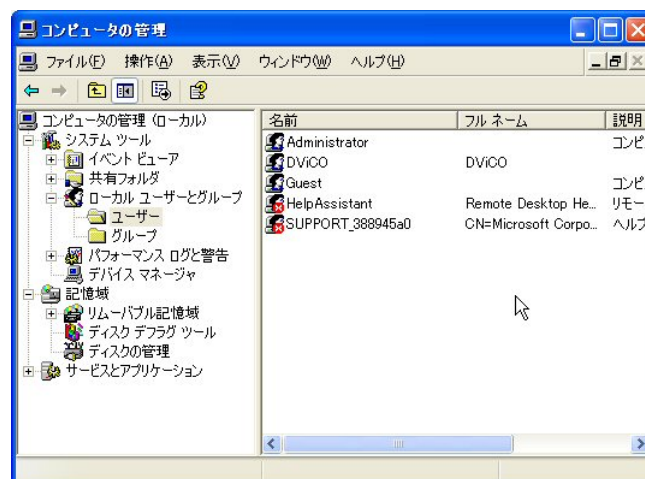 コンピュータの管理
ファイル(F) 操作(A) 表示(V) ウィンドウ(W) ヘルプ(H)
コンピュータの管理 (ローカル)
システム ツール
イベント ビューア
共有フォルダ
ローカル ユーザーとグループ
ユーザー
グループ
パフォーマンス ログと警告
デバイス マネージャ
記憶域
リムーバブル記憶域
ディスク デフラグ ツール
ディスクの管理
サービスとアプリケーション
名前 フル ネーム 説明
Administrator コンピ
DViCO DViCO
Guest コンピ
HelpAssistant Remote Desktop He... リモー
SUPPORT_388945a0 CN=Microsoft Corpo... ヘルプ